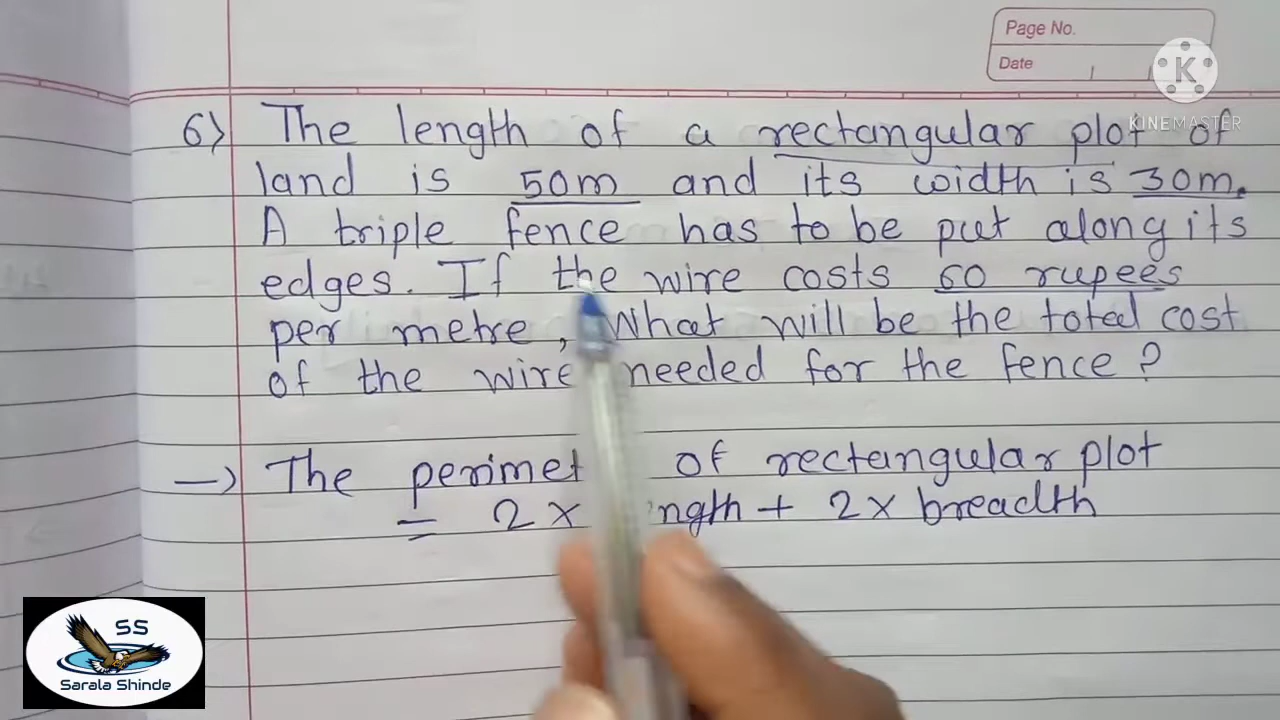 Page No.
Date
KINEMASTER
6) The length of a rectangular plot of
land is 50m and its width is 30m.
A triple fence has to be put along its
edges. If the wire costs 60 rupees
per metre, What will be the total cost
of the wire needed for the fence?
→ The perimet of rectangular plot
= 2 x ngth + 2 x breadth
SS
Sarala Shinde